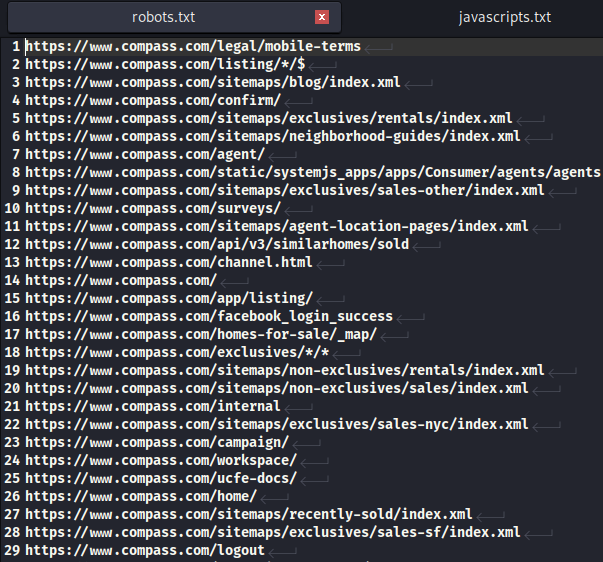 robots.txt x javascripts.txt
1 https://www.compass.com/legal/mobile-terms
2 https://www.compass.com/listing/*/$
3 https://www.compass.com/sitemaps/blog/index.xml
4 https://www.compass.com/confirm/
5 https://www.compass.com/sitemaps/exclusives/rentals/index.xml
6 https://www.compass.com/sitemaps/neighborhood-guides/index.xml
7 https://www.compass.com/agent/
8 https://www.compass.com/static/systemjs_apps/apps/Consumer/agents/agents
9 https://www.compass.com/sitemaps/exclusives/sales-other/index.xml
10 https://www.compass.com/surveys/
11 https://www.compass.com/sitemaps/agent-location-pages/index.xml
12 https://www.compass.com/api/v3/similarhomes/sold
13 https://www.compass.com/channel.html
14 https://www.compass.com/
15 https://www.compass.com/app/listing/
16 https://www.compass.com/facebook_login_success
17 https://www.compass.com/homes-for-sale/_map/
18 https://www.compass.com/exclusives/*/*
19 https://www.compass.com/sitemaps/non-exclusives/rentals/index.xml
20 https://www.compass.com/sitemaps/non-exclusives/sales/index.xml
21 https://www.compass.com/internal
22 https://www.compass.com/sitemaps/exclusives/sales-nyc/index.xml
23 https://www.compass.com/campaign/
24 https://www.compass.com/workspace/
25 https://www.compass.com/ucfe-docs/
26 https://www.compass.com/home/
27 https://www.compass.com/sitemaps/recently-sold/index.xml
28 https://www.compass.com/sitemaps/exclusives/sales-sf/index.xml
29 https://www.compass.com/logout